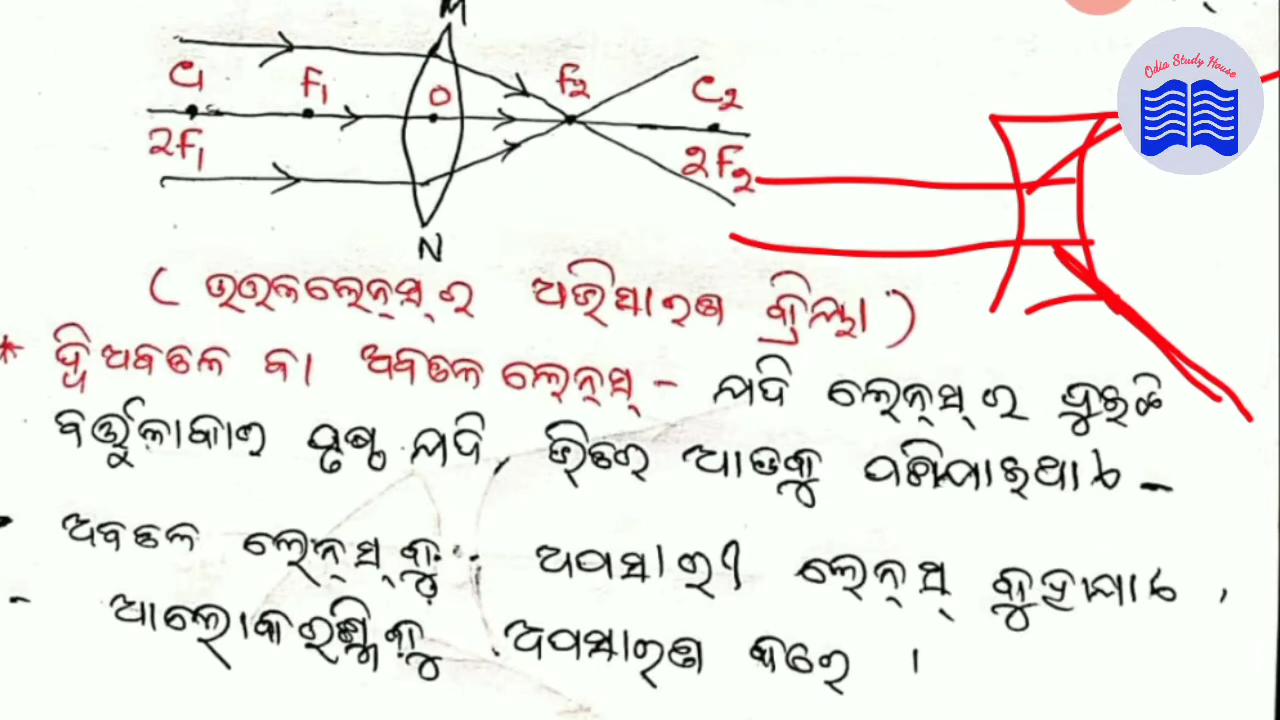 M
C₁ F₁ O F₂ C₂
2F₁ 2F₂
N
( ଉତ୍ତଳଲେନ୍ସ୍ ର ଅଭିସାରଣ କ୍ରିୟା )
* ଦ୍ୱିଅବତଳ ବା ଅବତଳ ଲେନ୍ସ୍ - ଯଦି ଲେନ୍ସ୍ ର ଦୁଇଟି
ବର୍ତ୍ତୁଳାକାର ପୃଷ୍ଠ ଯଦି, ଭିତର ଆଡକୁ ପଶିଯାଇଥାଏ -
ଅବତଳ ଲେନ୍ସ୍ କୁ ଅପସାରୀ ଲେନ୍ସ୍ କୁହାଯାଏ ,
- ଆଲୋକରଶ୍ମିକୁ ଅପସାରଣ କରେ ।
Odia Study House